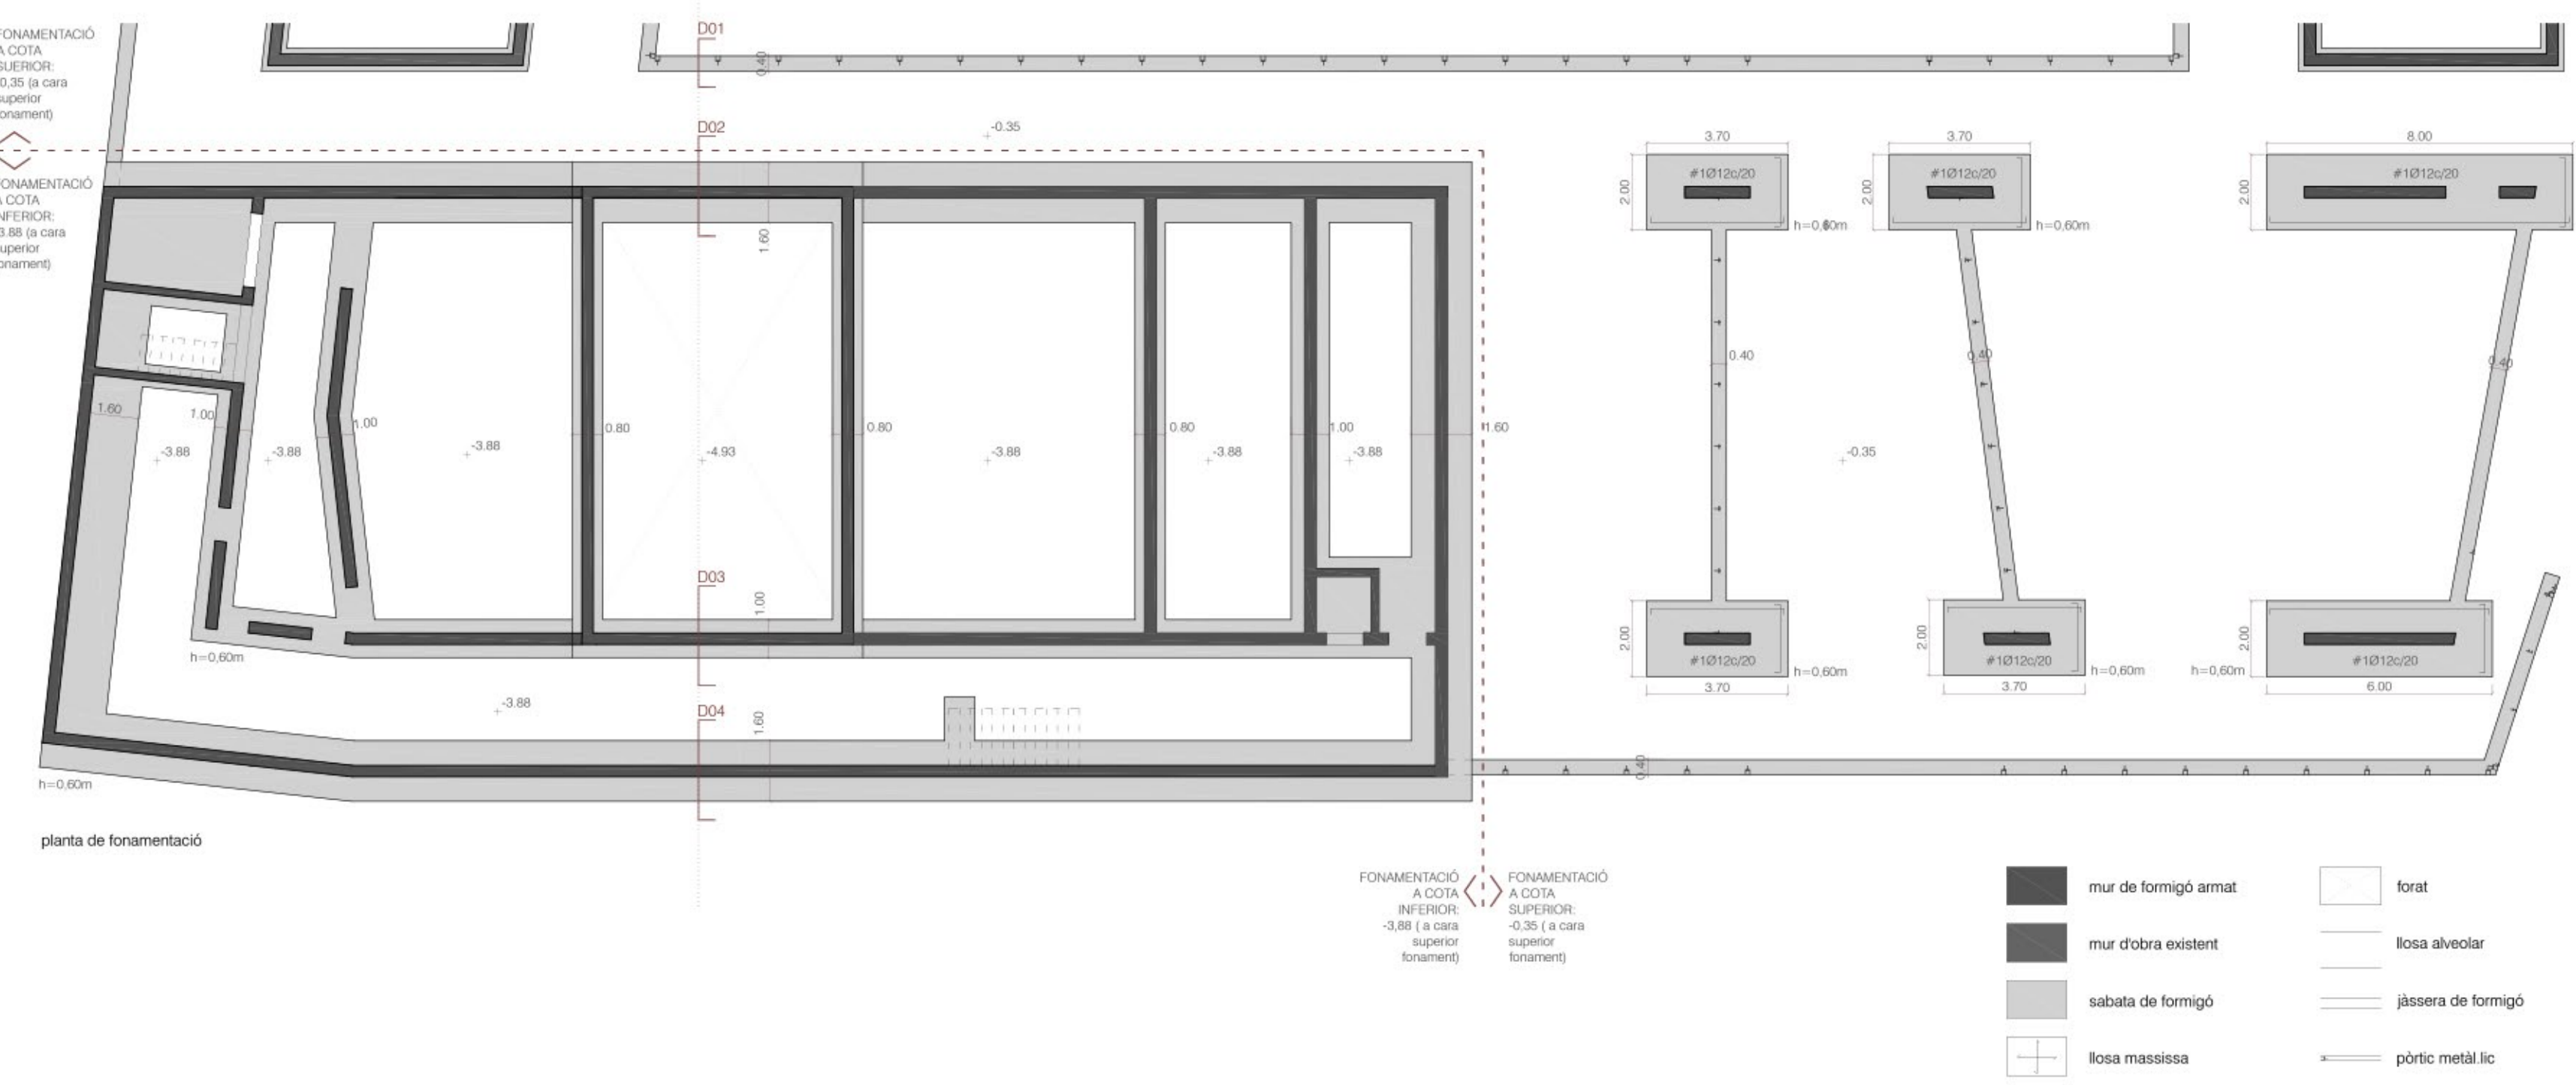 FONAMENTACIÓ
A COTA
SUERIOR:
0,35 (a cara
superior
fonament)
FONAMENTACIÓ
A COTA
INFERIOR:
3.88 (a cara
superior
fonament)
D01
0.40
D02
-0.35
3.70
3.70
8.00
#1Ø12c/20
#1Ø12c/20
#1Ø12c/20
2.00
2.00
2.00
h=0,60m
h=0,60m
1.60
0.40
0.40
0.40
1.60
1.00
1.00
0.80
0.80
0.80
1.00
1.60
-3.88
-3.88
-3.88
-4.93
-3.88
-3.88
-3.88
-0.35
D03
1.00
2.00
2.00
2.00
h=0,60m
#1Ø12c/20
#1Ø12c/20
#1Ø12c/20
h=0,60m
h=0,60m
h=0,60m
3.70
3.70
6.00
-3.88
D04
1.60
0.40
h=0,60m
planta de fonamentació
FONAMENTACIÓ
A COTA
INFERIOR:
-3,88 ( a cara
superior
fonament)
FONAMENTACIÓ
A COTA
SUPERIOR:
-0,35 ( a cara
superior
fonament)
mur de formigó armat
mur d'obra existent
sabata de formigó
llosa massissa
forat
llosa alveolar
jàssera de formigó
pòrtic metàl.lic